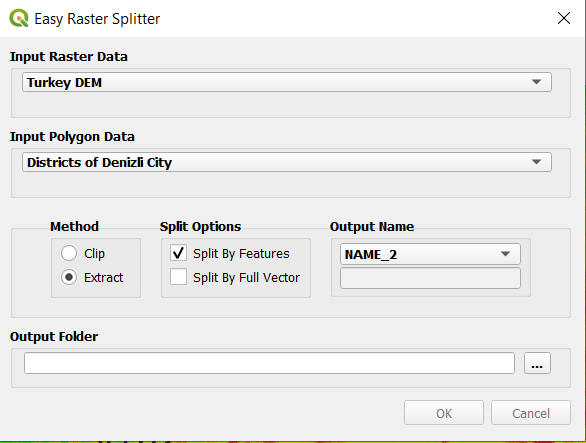 Easy Raster Splitter
Input Raster Data
Turkey DEM
Input Polygon Data
Districts of Denizli City
Method
Split Options
Output Name
Clip
Split By Features
NAME_2
Extract
Split By Full Vector
Output Folder
...
OK
Cancel